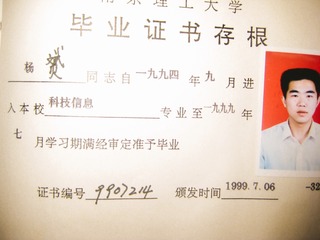 南京理工大学
毕业证书存根
杨斌同志自一九九四年九月进
入本校科技信息专业至一九九九年
七月学习期满经审定准予毕业
证书编号 9907214 颁发时间 1999.7.06 -32